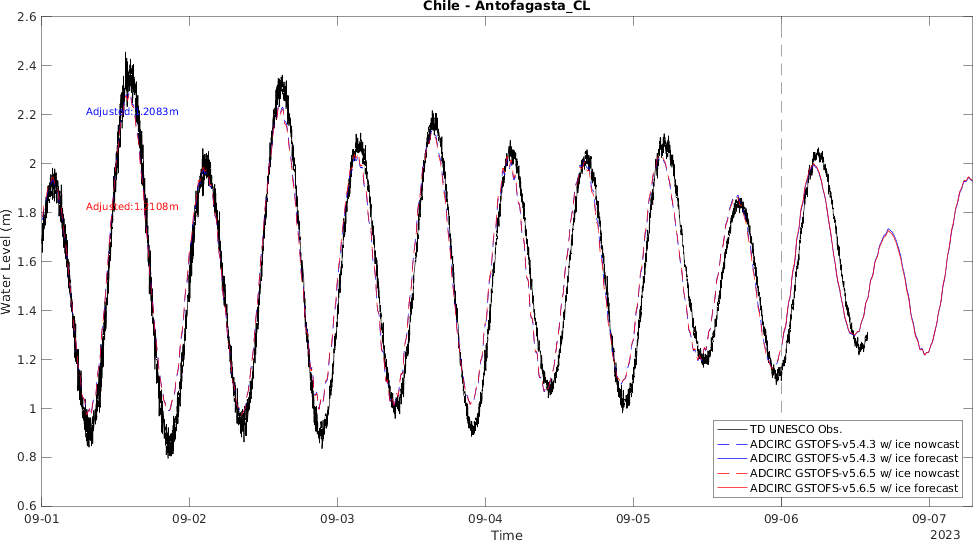 Chile - Antofagasta_CL
2.6
2.4
2.2
2
1.8
1.6
1.4
1.2
1
0.8
0.6
Water Level (m)
09-01
09-02
09-03
09-04
09-05
09-06
09-07
Time
2023
TD UNESCO Obs.
ADCIRC GSTOFS-v5.4.3 w/ ice nowcast
ADCIRC GSTOFS-v5.4.3 w/ ice forecast
ADCIRC GSTOFS-v5.6.5 w/ ice nowcast
ADCIRC GSTOFS-v5.6.5 w/ ice forecast